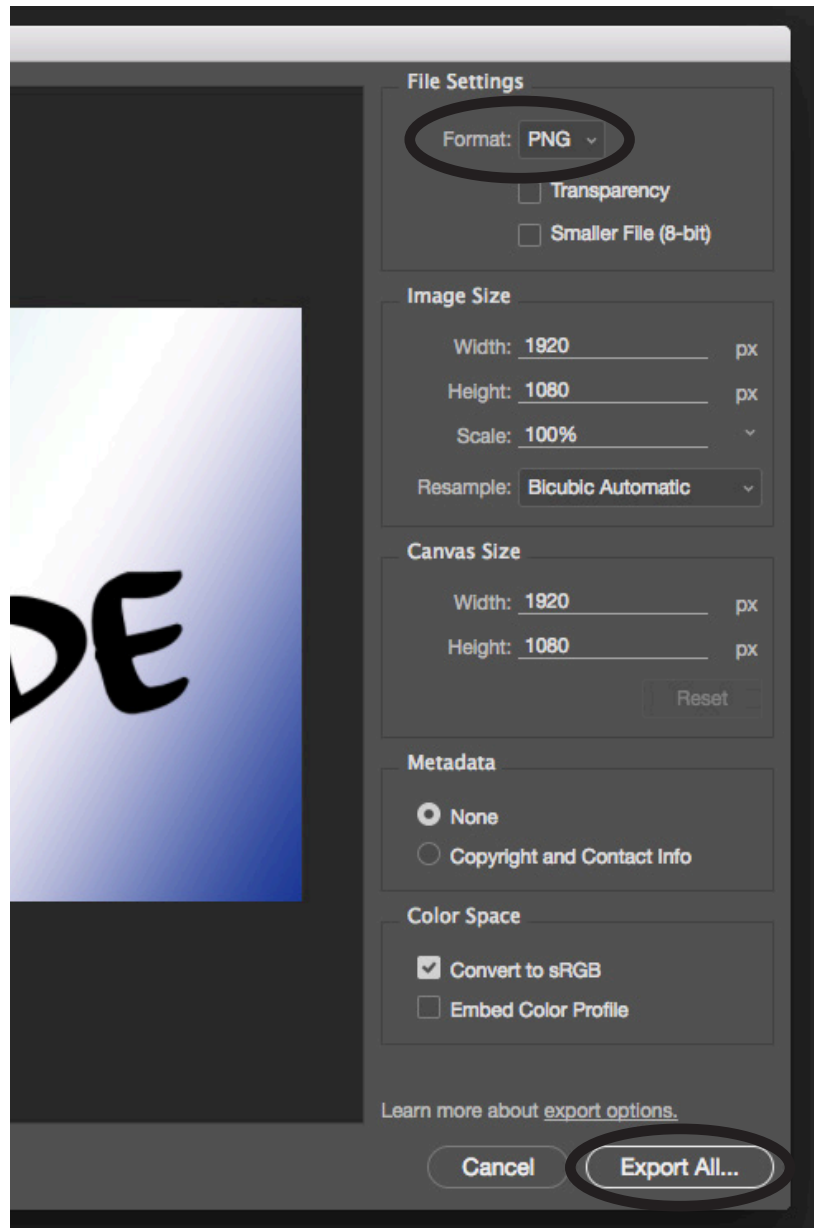 File Settings
Format: PNG
Transparency
Smaller File (8-bit)
Image Size
Width: 1920 px
Height: 1080 px
Scale: 100%
Resample: Bicubic Automatic
Canvas Size
DE
Width: 1920 px
Height: 1080 px
Reset
Metadata
None
Copyright and Contact Info
Color Space
Convert to sRGB
Embed Color Profile
Learn more about export options.
Cancel Export All...